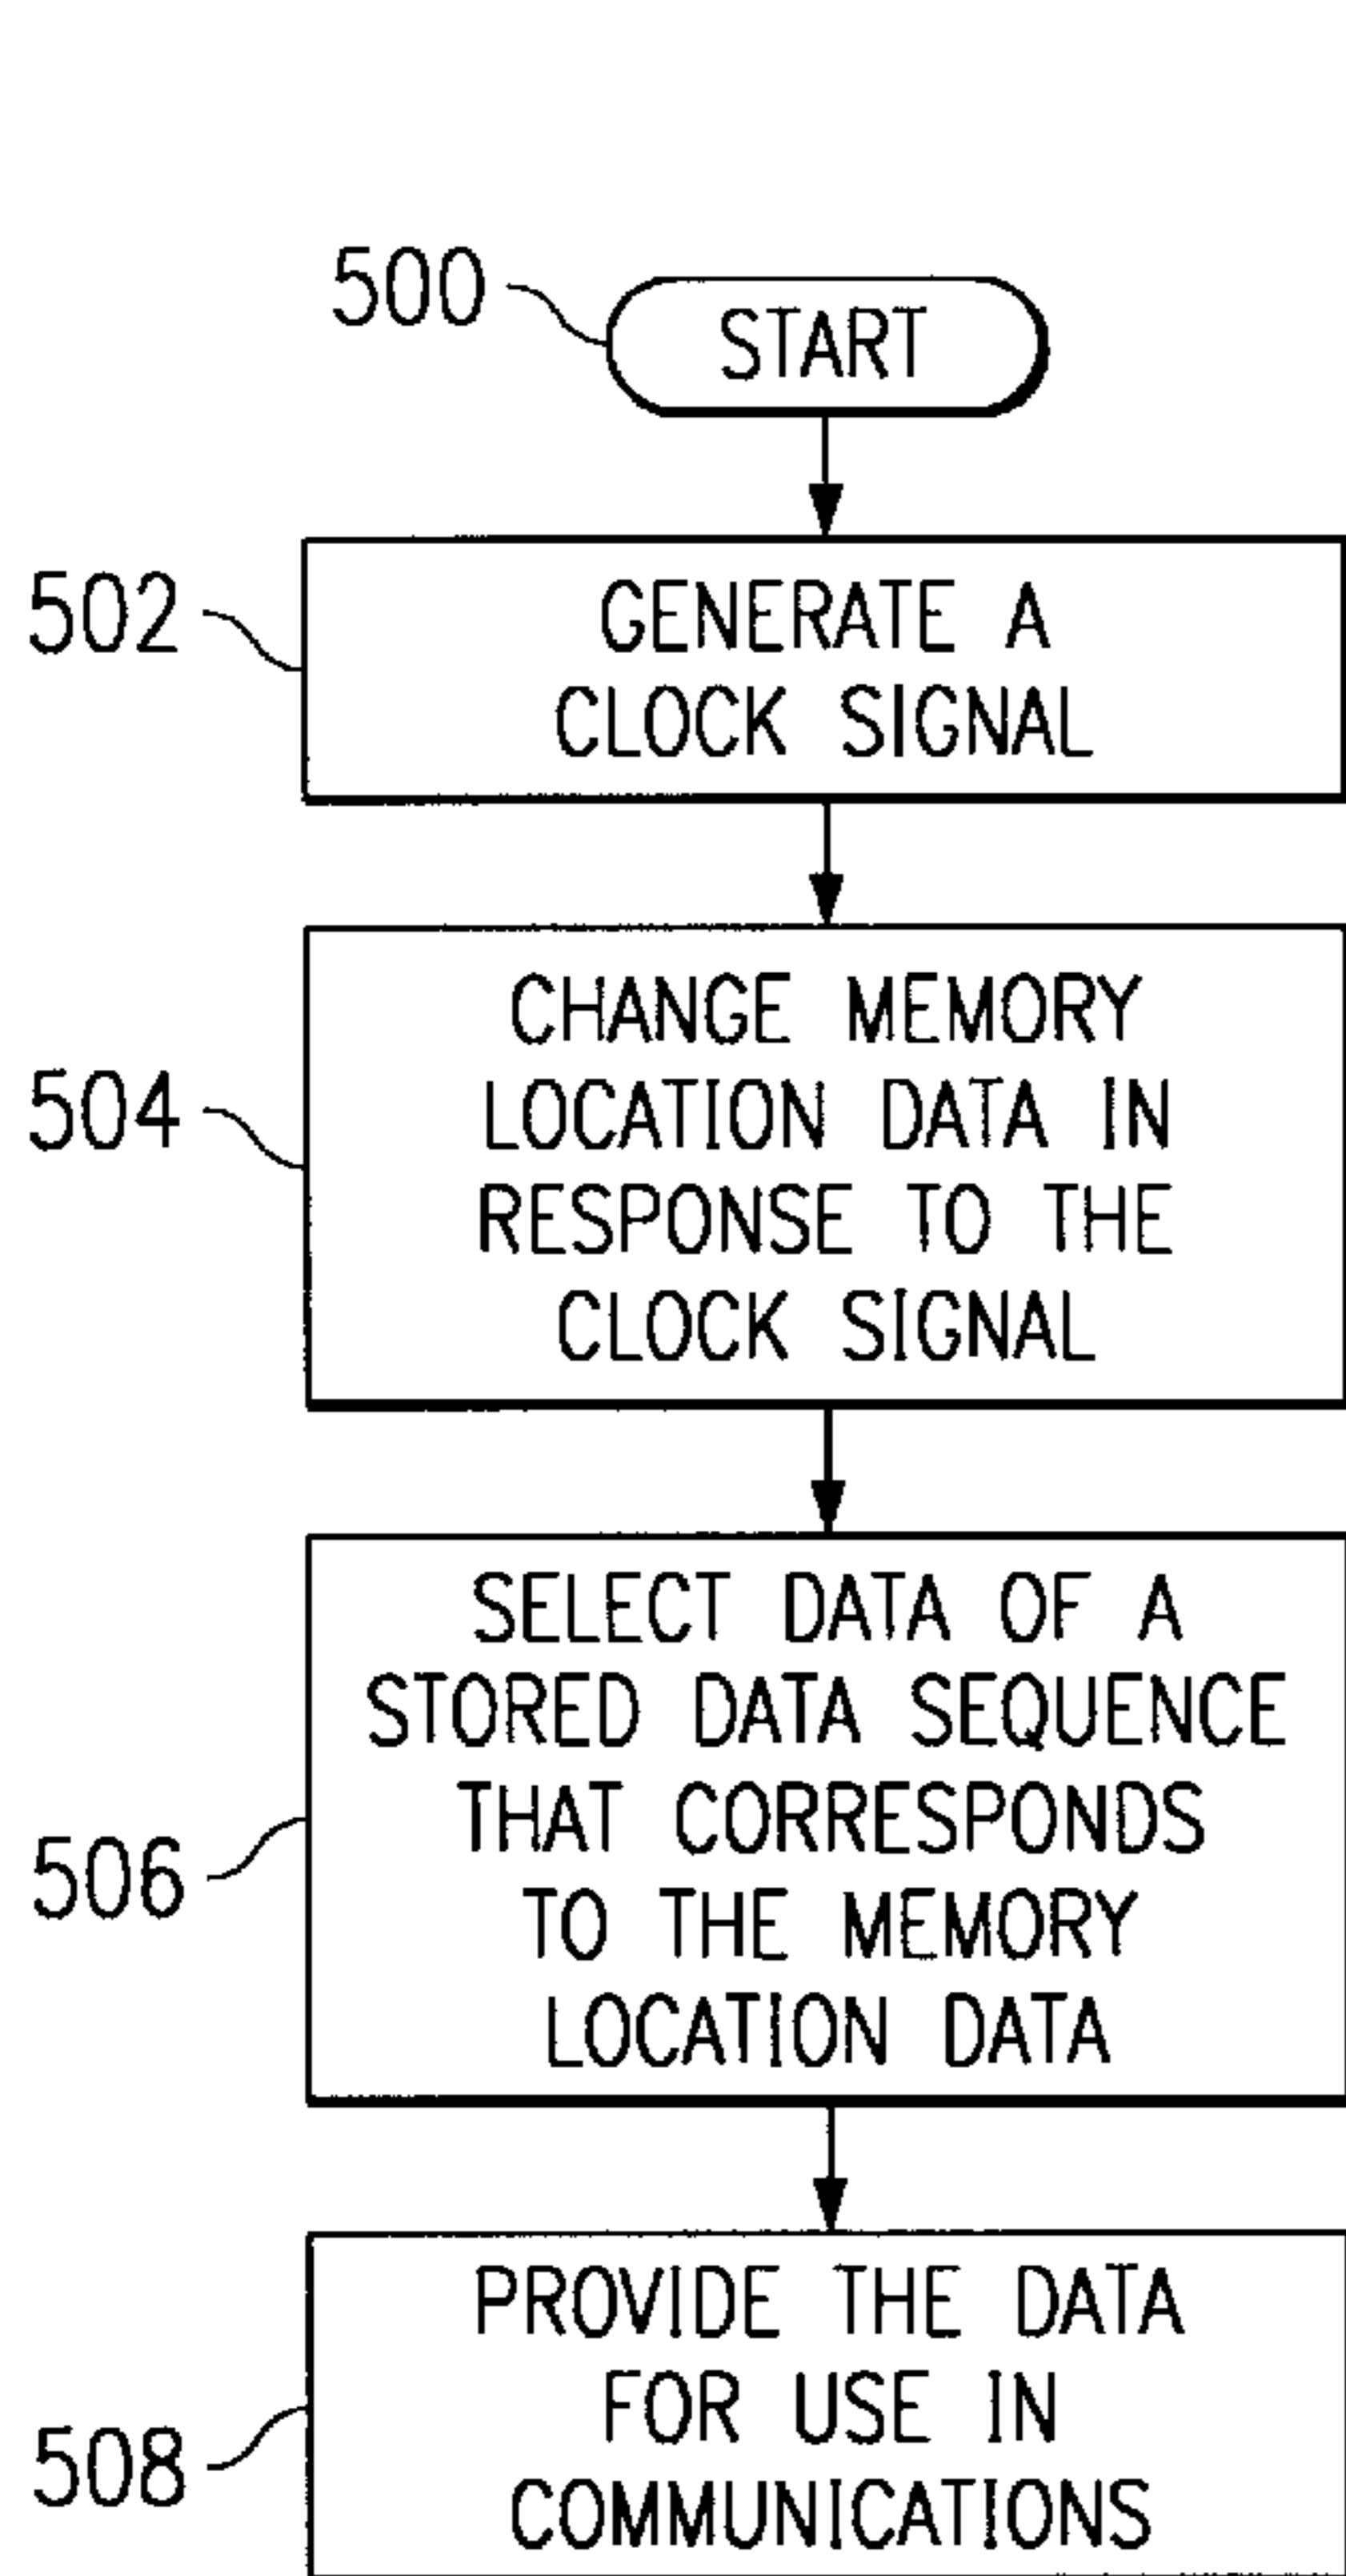 500
START
502
GENERATE A
CLOCK SIGNAL
504
CHANGE MEMORY
LOCATION DATA IN
RESPONSE TO THE
CLOCK SIGNAL
506
SELECT DATA OF A
STORED DATA SEQUENCE
THAT CORRESPONDS
TO THE MEMORY
LOCATION DATA
508
PROVIDE THE DATA
FOR USE IN
COMMUNICATIONS